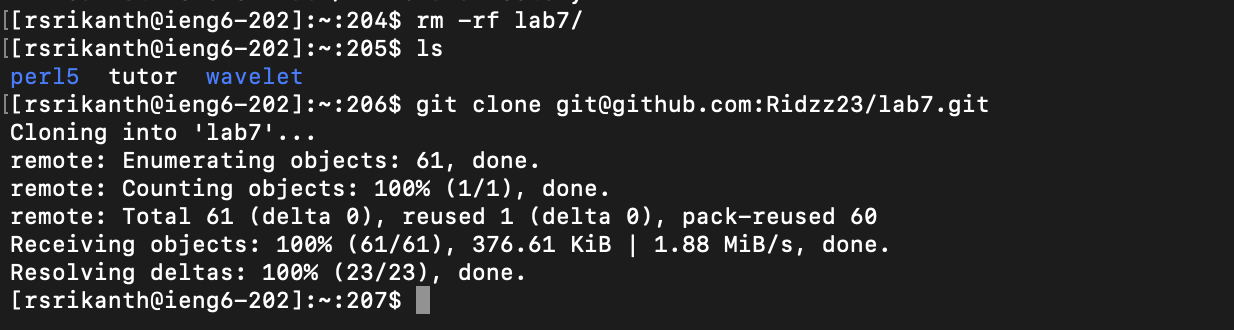 [[rsrikanth@ieng6-202]:~:204$ rm -rf lab7/
[[rsrikanth@ieng6-202]:~:205$ ls
perl5  tutor  wavelet
[[rsrikanth@ieng6-202]:~:206$ git clone git@github.com:Ridzz23/lab7.git
Cloning into 'lab7'...
remote: Enumerating objects: 61, done.
remote: Counting objects: 100% (1/1), done.
remote: Total 61 (delta 0), reused 1 (delta 0), pack-reused 60
Receiving objects: 100% (61/61), 376.61 KiB | 1.88 MiB/s, done.
Resolving deltas: 100% (23/23), done.
[rsrikanth@ieng6-202]:~:207$